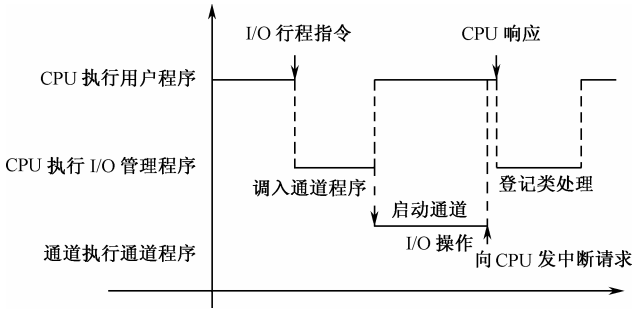 I/O 行程指令
CPU 响应
CPU 执行用户程序
CPU 执行 I/O 管理程序
调入通道程序
登记类处理
启动通道
通道执行通道程序
I/O 操作
向 CPU 发中断请求